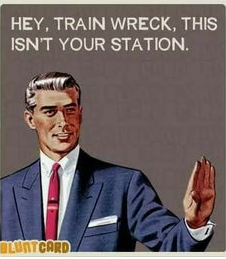 HEY, TRAIN WRECK, THIS
ISN'T YOUR STATION.
BLUNTCARD